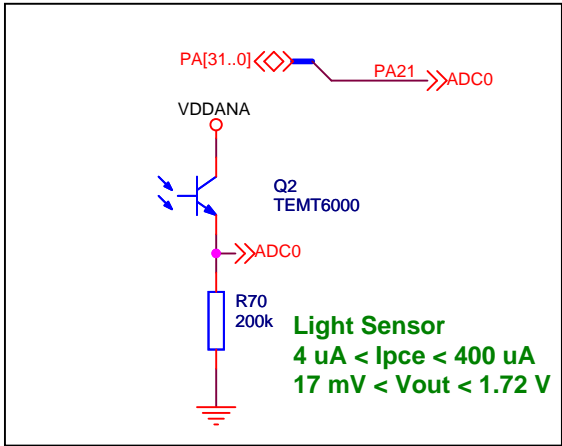 PA[31..0]
PA21
ADC0
VDDANA
Q2
TEMT6000
ADC0
R70
200k
Light Sensor
4 uA < Ipce < 400 uA
17 mV < Vout < 1.72 V